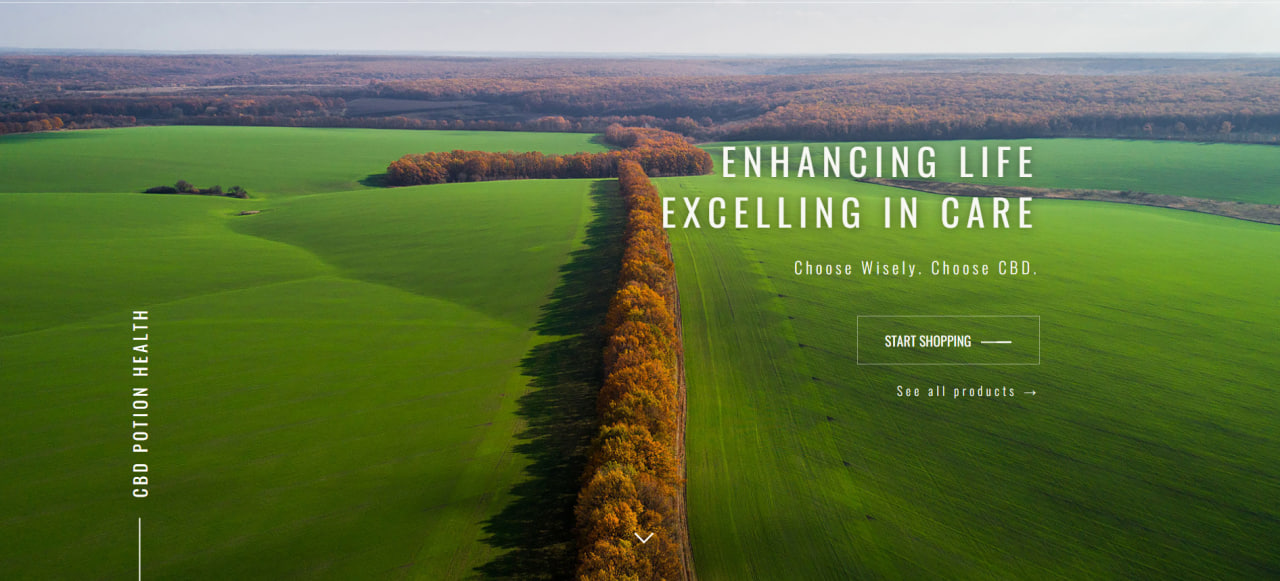 ENHANCING LIFE
EXCELLING IN CARE
Choose Wisely. Choose CBD.
START SHOPPING
See all products →
CBD POTION HEALTH